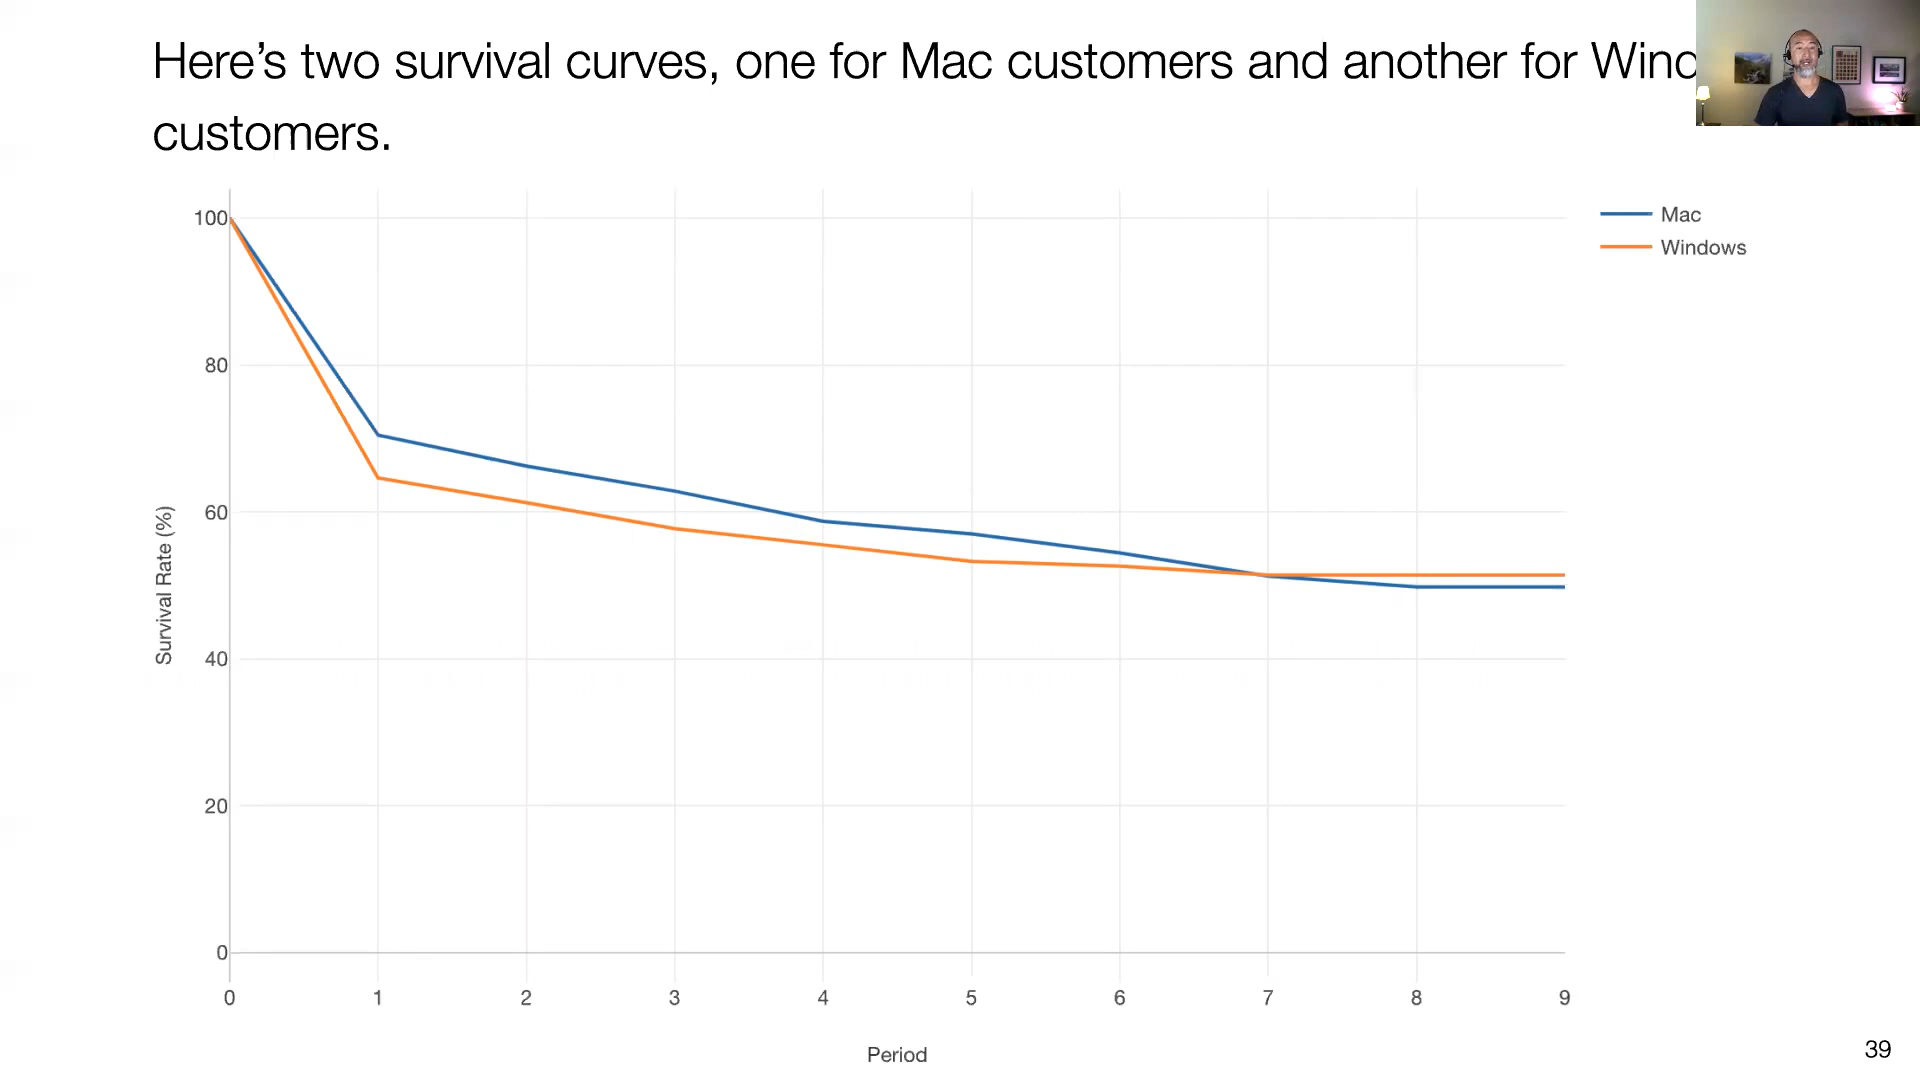 Here's two survival curves, one for Mac customers and another for
customers.
Mac
Windows
100
80
60
40
20
0
Survival Rate (%)
0 1 2 3 4 5 6 7 8 9
Period
39